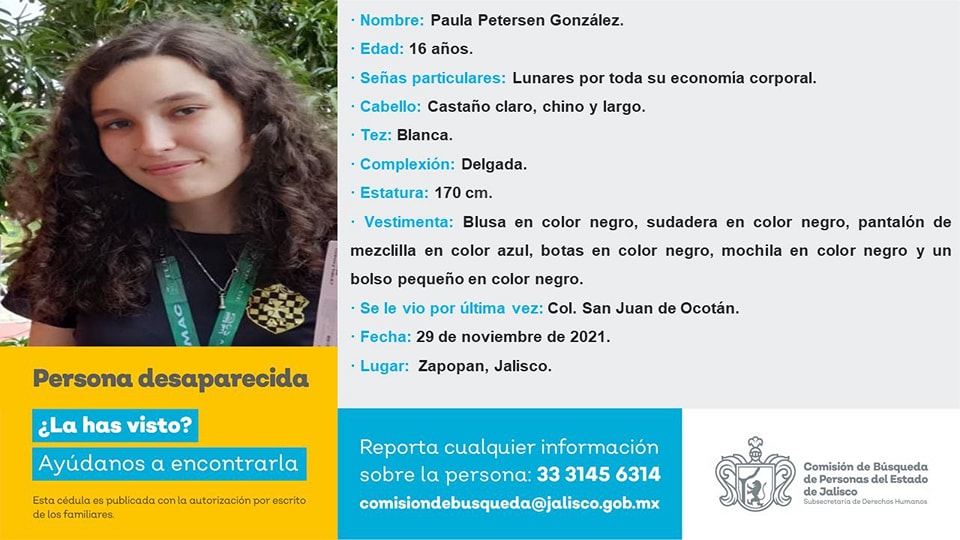 · Nombre: Paula Petersen González.
· Edad: 16 años.
· Señas particulares: Lunares por toda su economía corporal.
· Cabello: Castaño claro, chino y largo.
· Tez: Blanca.
· Complexión: Delgada.
· Estatura: 170 cm.
· Vestimenta: Blusa en color negro, sudadera en color negro, pantalón de
mezclilla en color azul, botas en color negro, mochila en color negro y un
bolso pequeño en color negro.
· Se le vio por última vez: Col. San Juan de Ocotán.
· Fecha: 29 de noviembre de 2021.
· Lugar: Zapopan, Jalisco.
Persona desaparecida
¿La has visto?
Ayúdanos a encontrarla
Esta cédula es publicada con la autorización por escrito
de los familiares.
Reporta cualquier información
sobre la persona: 33 3145 6314
comisiondebusqueda@jalisco.gob.mx
Comisión de Búsqueda
de Personas del Estado
de Jalisco
Subsecretaría de Derechos Humanos